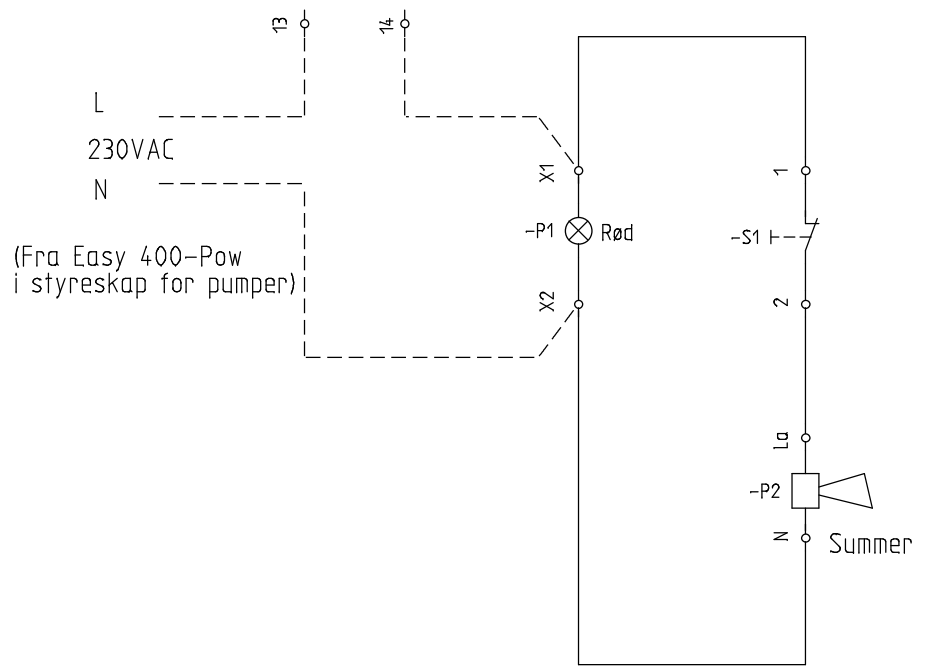 13
14
L
230VAC
N
(Fra Easy 400-Pow
i styreskap for pumper)
X1
-P1
Rød
X2
1
-S1
2
La
-P2
N
Summer